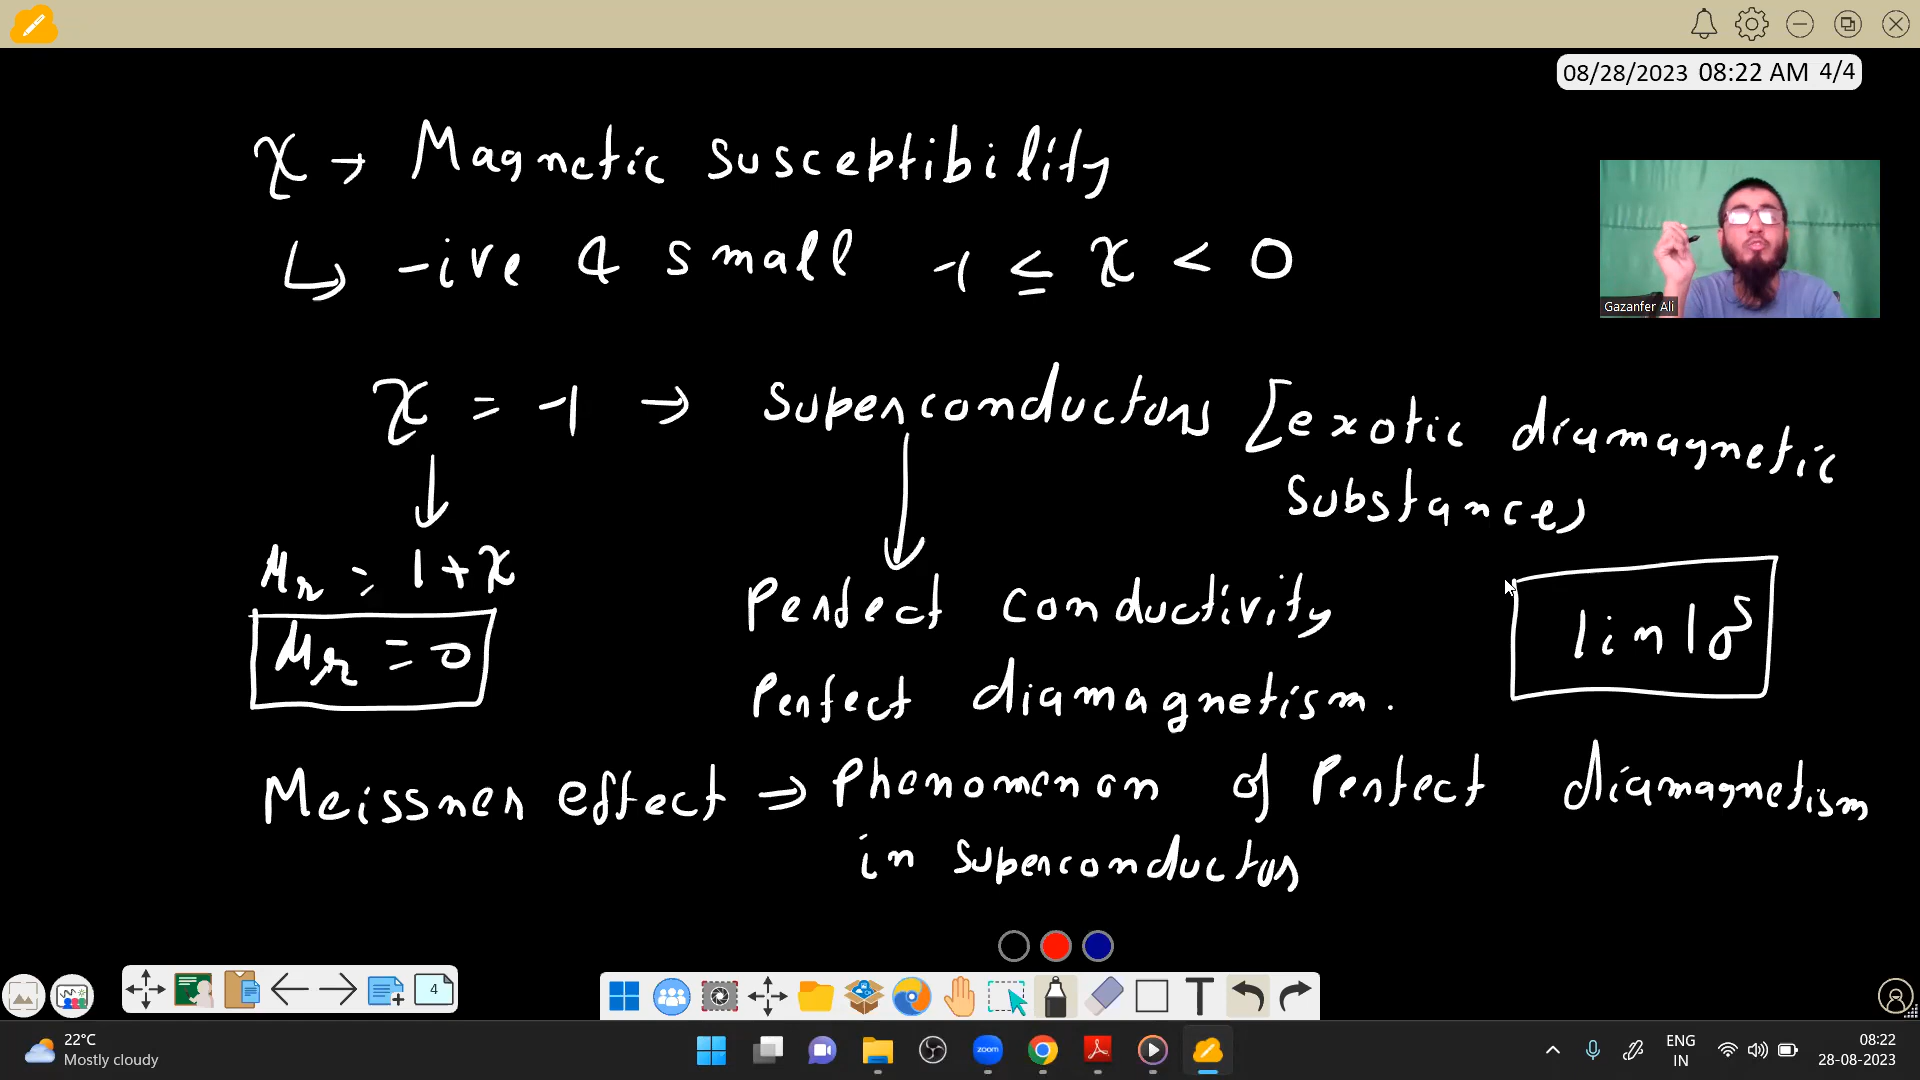 08/28/2023 08:22 AM 4/4
χ → Magnetic susceptibility
↳ -ive & small -1 ≤ χ < 0
Gazanfer Ali
χ = -1 → superconductors [exotic diamagnetic
substances
μr = 1 + χ
μr = 0
Perfect conductivity
Perfect diamagnetism.
Meissner effect ⇒ Phenomenon of Perfect diamagnetism
in superconductors
4
zoom
22°C
Mostly cloudy
ENG
IN
08:22
28-08-2023